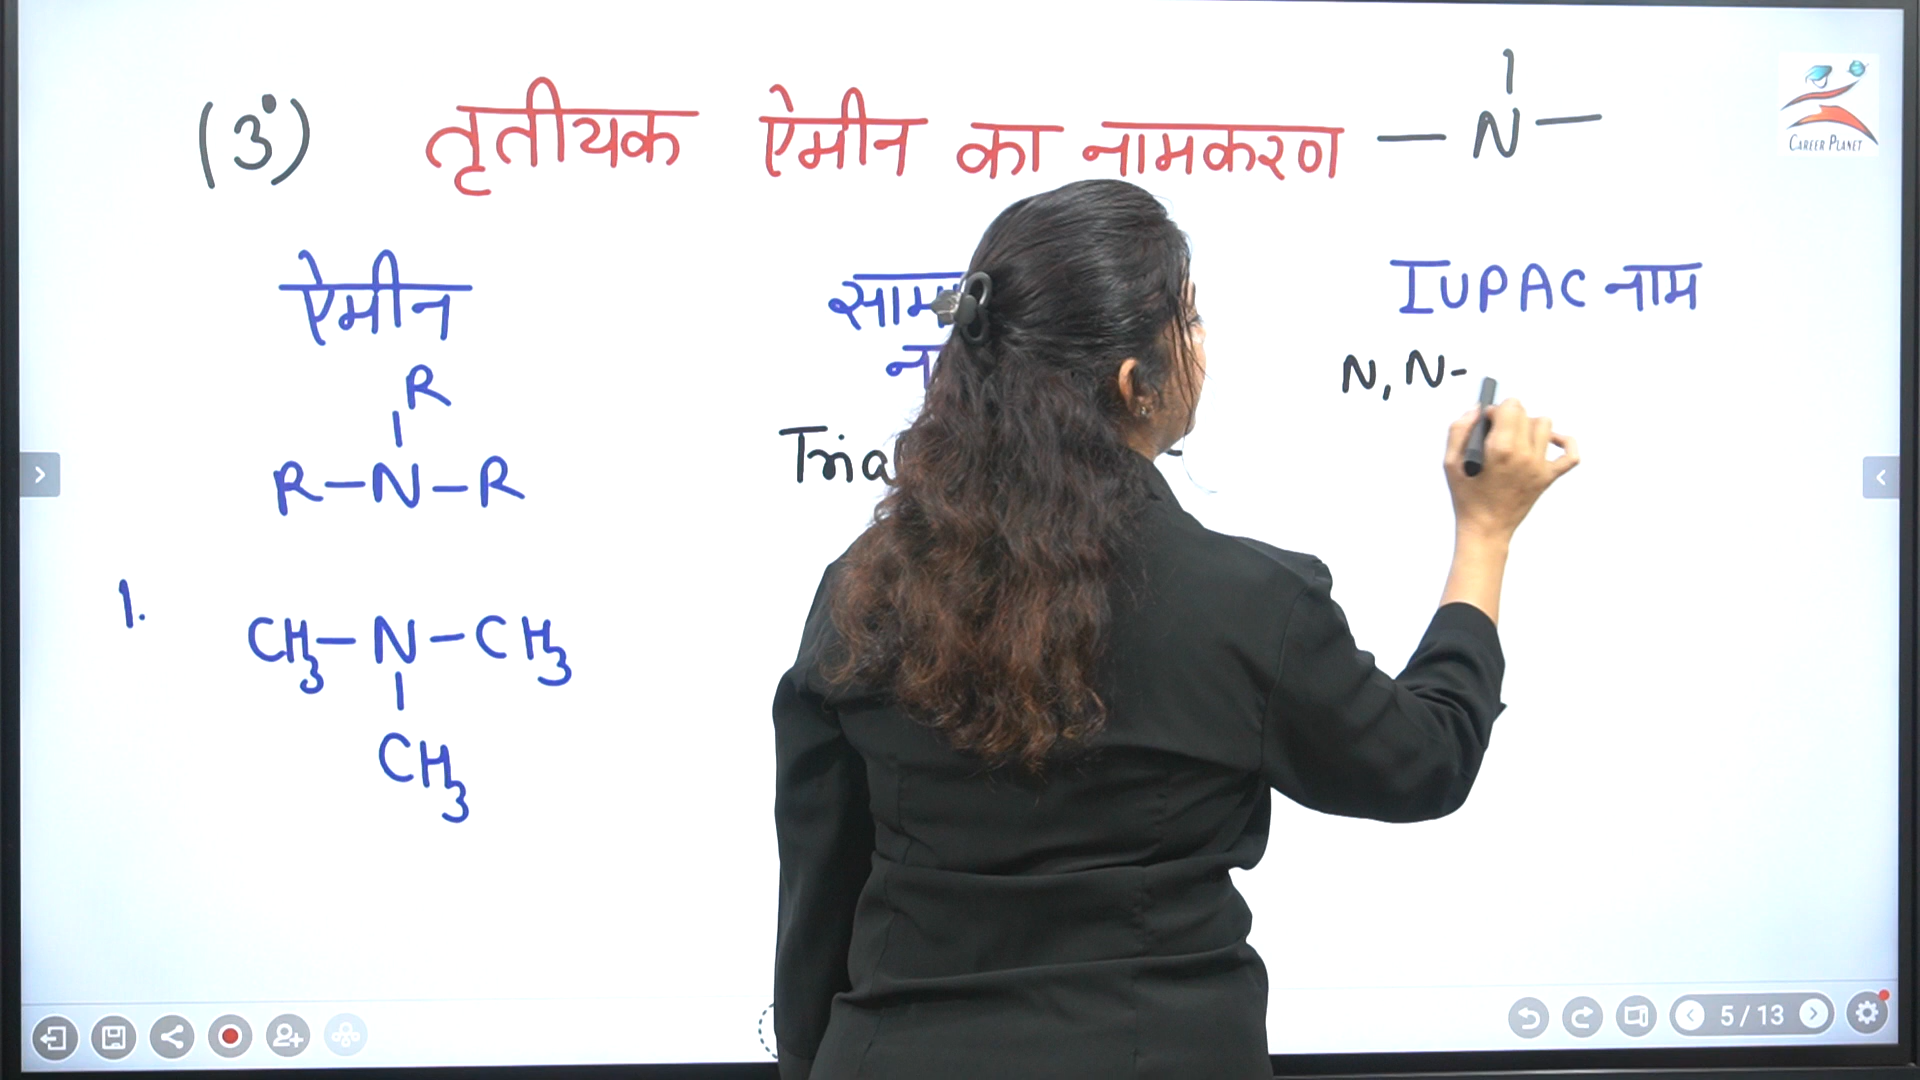 (3°) तृतीयक ऐमीन का नामकरण — N —
CAREER PLANET
ऐमीन
IUPAC नाम
N, N-
R
R—N—R
1.
CH3—N—CH3
CH3
5 / 13